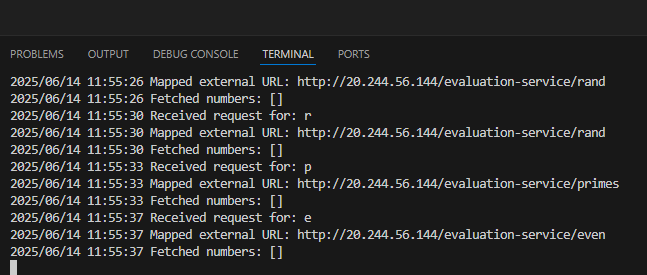 PROBLEMS OUTPUT DEBUG CONSOLE TERMINAL PORTS
2025/06/14 11:55:26 Mapped external URL: http://20.244.56.144/evaluation-service/rand
2025/06/14 11:55:26 Fetched numbers: []
2025/06/14 11:55:30 Received request for: r
2025/06/14 11:55:30 Mapped external URL: http://20.244.56.144/evaluation-service/rand
2025/06/14 11:55:30 Fetched numbers: []
2025/06/14 11:55:33 Received request for: p
2025/06/14 11:55:33 Mapped external URL: http://20.244.56.144/evaluation-service/primes
2025/06/14 11:55:33 Fetched numbers: []
2025/06/14 11:55:37 Received request for: e
2025/06/14 11:55:37 Mapped external URL: http://20.244.56.144/evaluation-service/even
2025/06/14 11:55:37 Fetched numbers: []